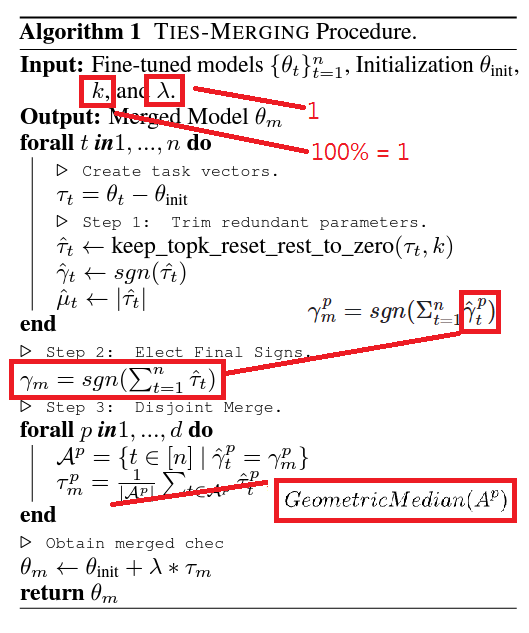 Algorithm 1 TIES-MERGING Procedure.
Input: Fine-tuned models {θ_t}_{t=1}^n, Initialization θ_init,
k, and λ.
1
Output: Merged Model θ_m
forall t in 1, ..., n do
100% = 1
▷ Create task vectors.
τ_t = θ_t − θ_init
▷ Step 1: Trim redundant parameters.
τ̂_t ← keep_topk_reset_rest_to_zero(τ_t, k)
γ̂_t ← sgn(τ̂_t)
μ̂_t ← |τ̂_t|
γ_m^p = sgn(Σ_{t=1}^n γ̂_t^p)
end
▷ Step 2: Elect Final Signs.
γ_m = sgn(∑_{t=1}^n τ̂_t)
▷ Step 3: Disjoint Merge.
forall p in 1, ..., d do
A^p = {t ∈ [n] | γ̂_t^p = γ_m^p}
τ_m^p = 1/|A^p| ∑_{t∈A^p} τ̂_t^p
GeometricMedian(A^p)
end
▷ Obtain merged chec
θ_m ← θ_init + λ * τ_m
return θ_m